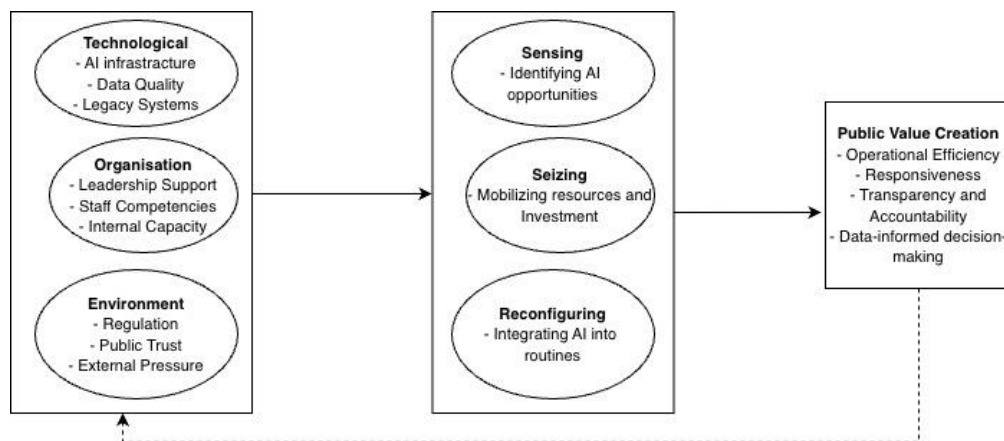 Technological
- AI infrastracture
- Data Quality
- Legacy Systems
Organisation
- Leadership Support
- Staff Competencies
- Internal Capacity
Environment
- Regulation
- Public Trust
- External Pressure
Sensing
- Identifying AI
opportunities
Seizing
- Mobilizing resources and
Investment
Reconfiguring
- Integrating AI into
routines
Public Value Creation
- Operational Efficiency
- Responsiveness
- Transparency and
Accountability
- Data-informed decision-
making